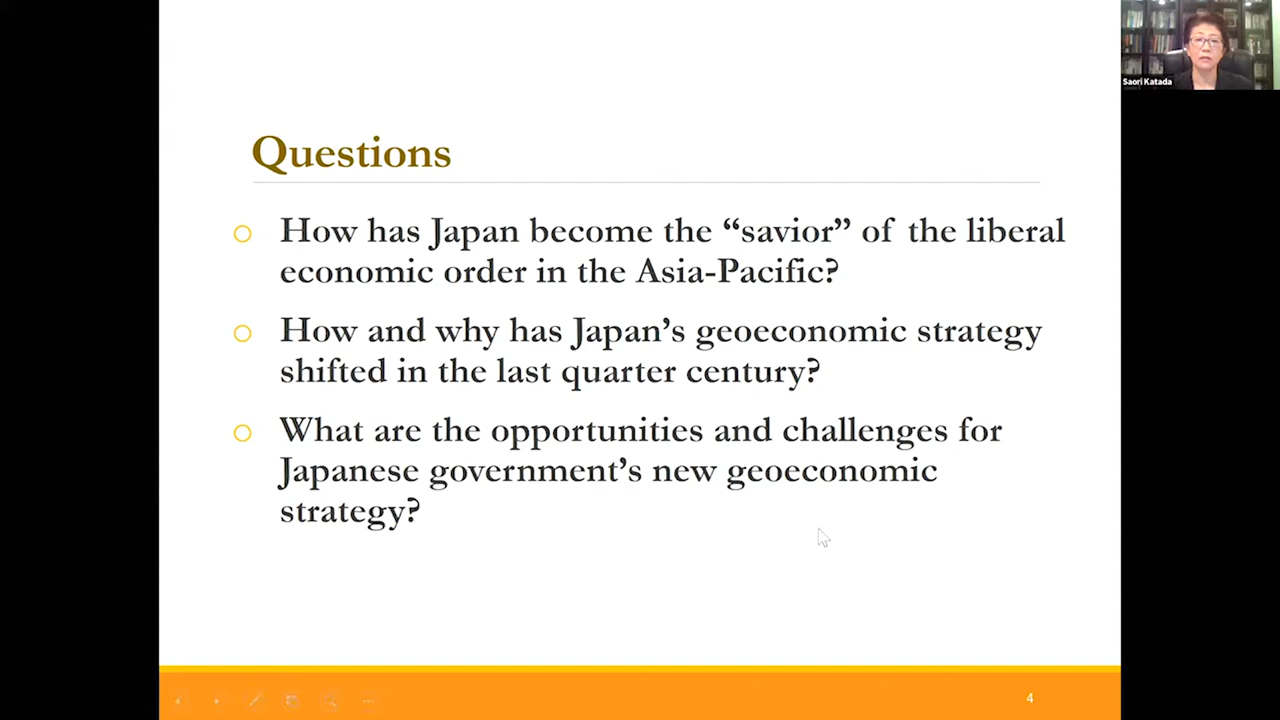 Saori Katada
Questions
How has Japan become the “savior” of the liberal
economic order in the Asia-Pacific?
How and why has Japan’s geoeconomic strategy
shifted in the last quarter century?
What are the opportunities and challenges for
Japanese government’s new geoeconomic
strategy?
4